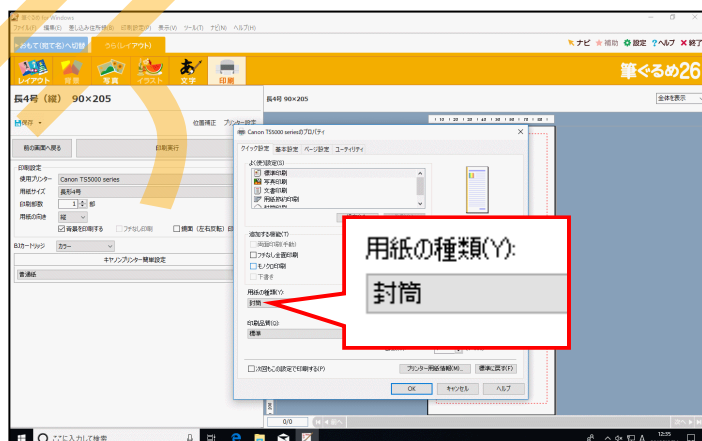 筆ぐるめ for Windows
ファイル(F) 編集(E) 差し込み住所録(B) 印刷設定(P) 表示(V) ツール(T) ナビ(N) ヘルプ(H)
おもて(宛て名)へ切替 うら(レイアウト)
ナビ 補助 設定 ?ヘルプ ×終了
レイアウト 背景 写真 イラスト 文字 印刷
筆ぐるめ26
長4号（縦） 90×205
長4号 90×205
全体を表示
保存
位置補正 プリンター設定
前の画面へ戻る 印刷実行
印刷設定
使用プリンター Canon TS5000 series
用紙サイズ 長形4号
印刷部数 1 部
用紙の向き 縦
背景を印刷する フチなし印刷 鏡面（左右反転）印
BJカートリッジ カラー
キヤノンプリンター簡単設定
普通紙
Canon TS5000 seriesのプロパティ
クイック設定 基本設定 ページ設定 ユーティリティ
よく使う設定(S)
標準印刷
写真印刷
文書印刷
用紙節約印刷
追加する機能(T)
両面印刷(手動)
フチなし全面印刷
モノクロ印刷
下書き
用紙の種類(Y):
封筒
印刷品質(Q):
標準
用紙の種類(Y):
封筒
次回もこの設定で印刷する(P)
プリンター用紙情報(M)... 標準に戻す(F)
OK キャンセル ヘルプ
0/0 前へ 次へ
ここに入力して検索
A 12:35